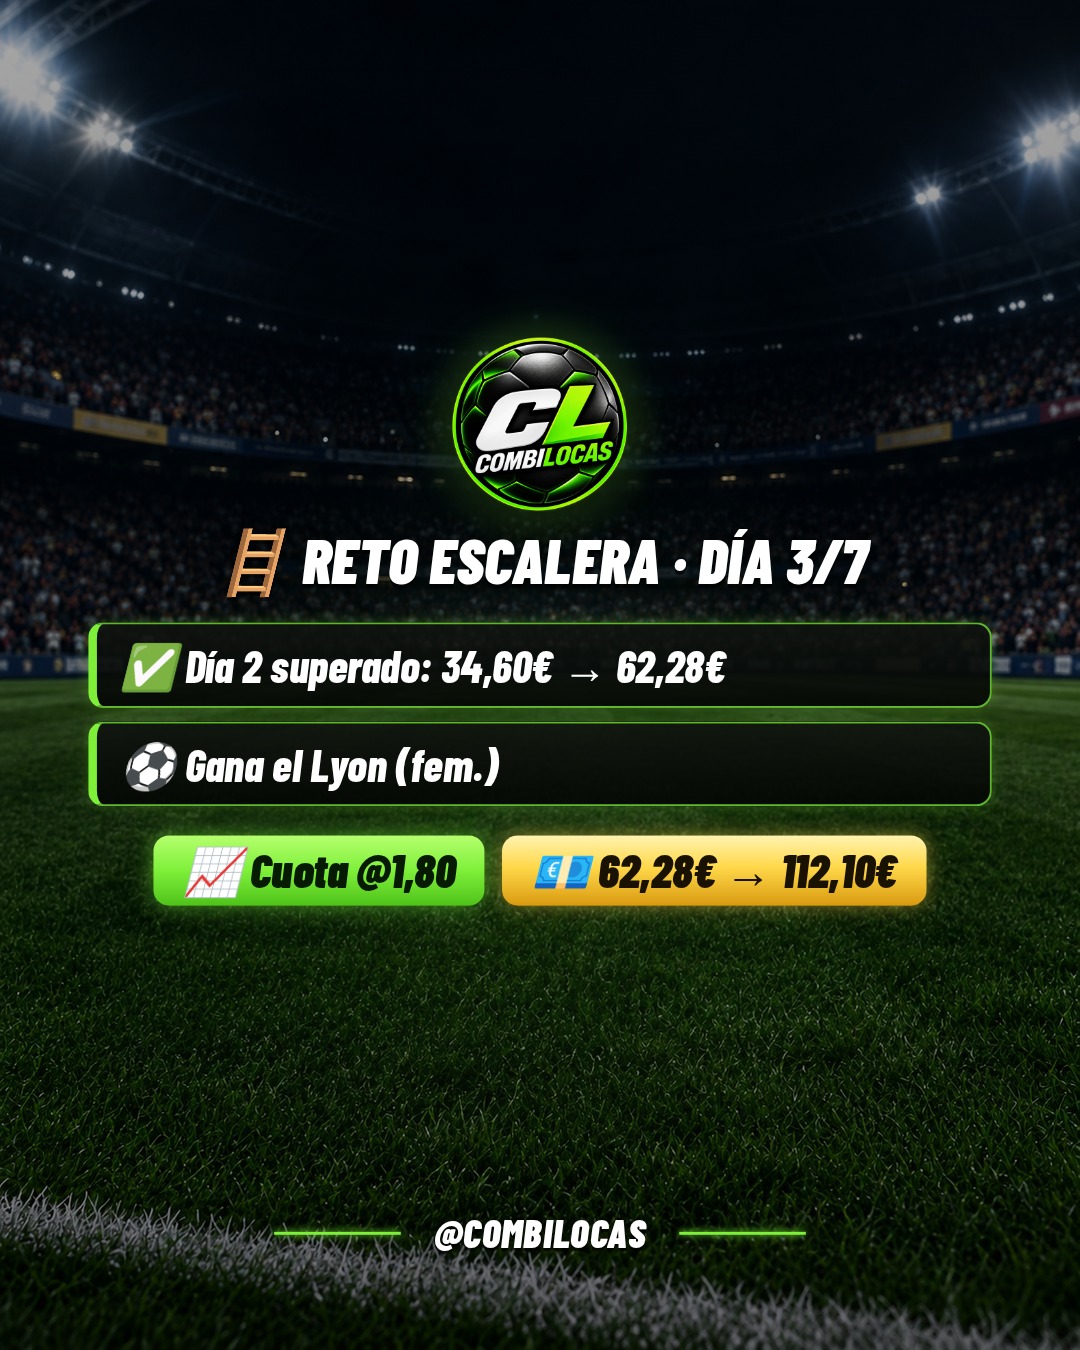 CL
COMBILOCAS
🪜 RETO ESCALERA · DÍA 3/7
✅ Día 2 superado: 34,60€ → 62,28€
⚽ Gana el Lyon (fem.)
📈 Cuota @1,80
💶 62,28€ → 112,10€
@COMBILOCAS